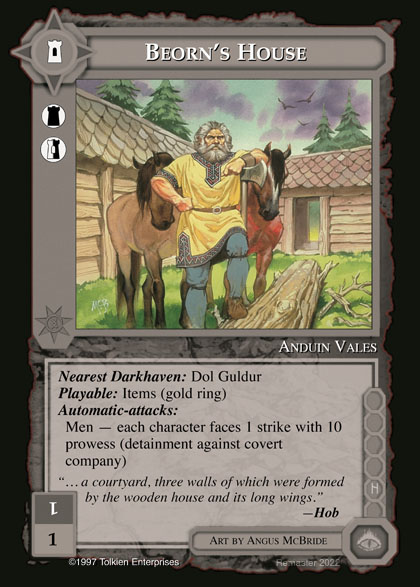 BEORN'S HOUSE
ANDUIN VALES
Nearest Darkhaven: Dol Guldur
Playable: Items (gold ring)
Automatic-attacks:
Men — each character faces 1 strike with 10
prowess (detainment against covert
company)
“… a courtyard, three walls of which were formed
by the wooden house and its long wings.”
—Hob
H
1
1
ART BY ANGUS MCBRIDE
©1997 Tolkien Enterprises
Remaster 2022